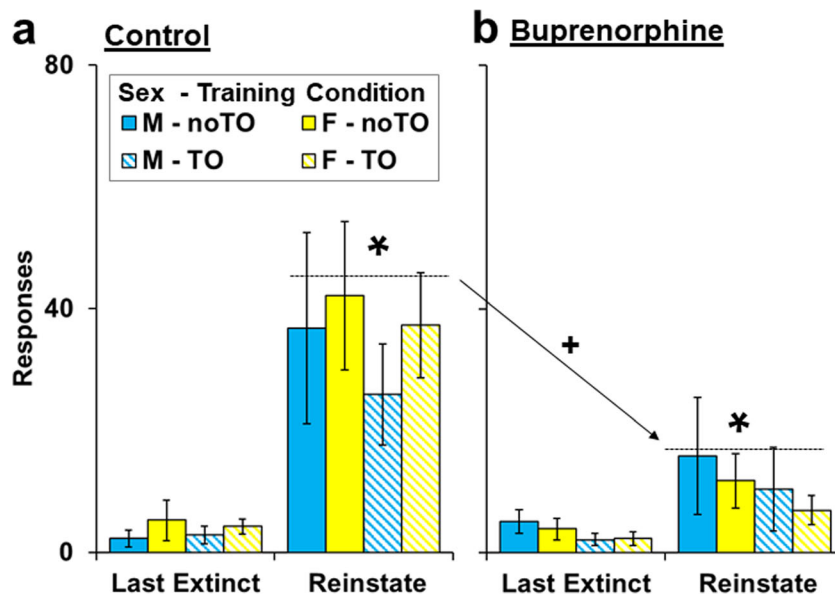 a Control
b Buprenorphine
80
Sex - Training Condition
M - noTO F - noTO
M - TO F - TO
*
40
+
*
Responses
0
Last Extinct Reinstate
Last Extinct Reinstate